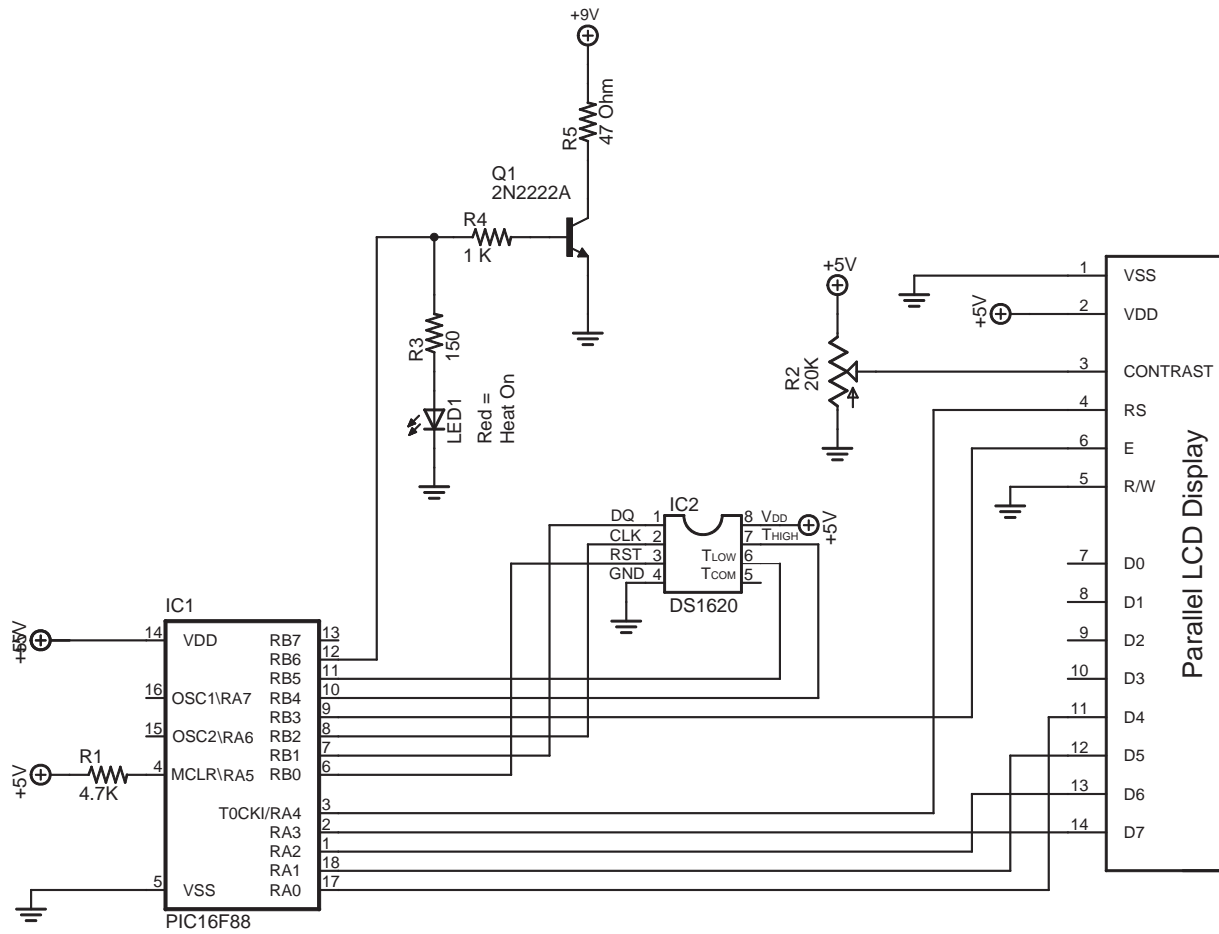 +9V
R5
47 Ohm
Q1
2N2222A
R4
1 K
R3
150
LED1
Red =
Heat On
+5V
R2
20K
1 VSS
+5V
2 VDD
3 CONTRAST
4 RS
6 E
5 R/W
7 D0
8 D1
9 D2
10 D3
11 D4
12 D5
13 D6
14 D7
Parallel LCD Display
IC2
DQ 1
CLK 2
RST 3
GND 4
8 VDD
+5V
7 THIGH
TLOW 6
TCOM 5
DS1620
IC1
+5V
14 VDD
16 OSC1\RA7
15 OSC2\RA6
+5V
R1
4.7K
4 MCLR\RA5
5 VSS
RB7 13
RB6 12
RB5 11
RB4 10
RB3 9
RB2 8
RB1 7
RB0 6
T0CKI/RA4 3
RA3 2
RA2 1
RA1 18
RA0 17
PIC16F88